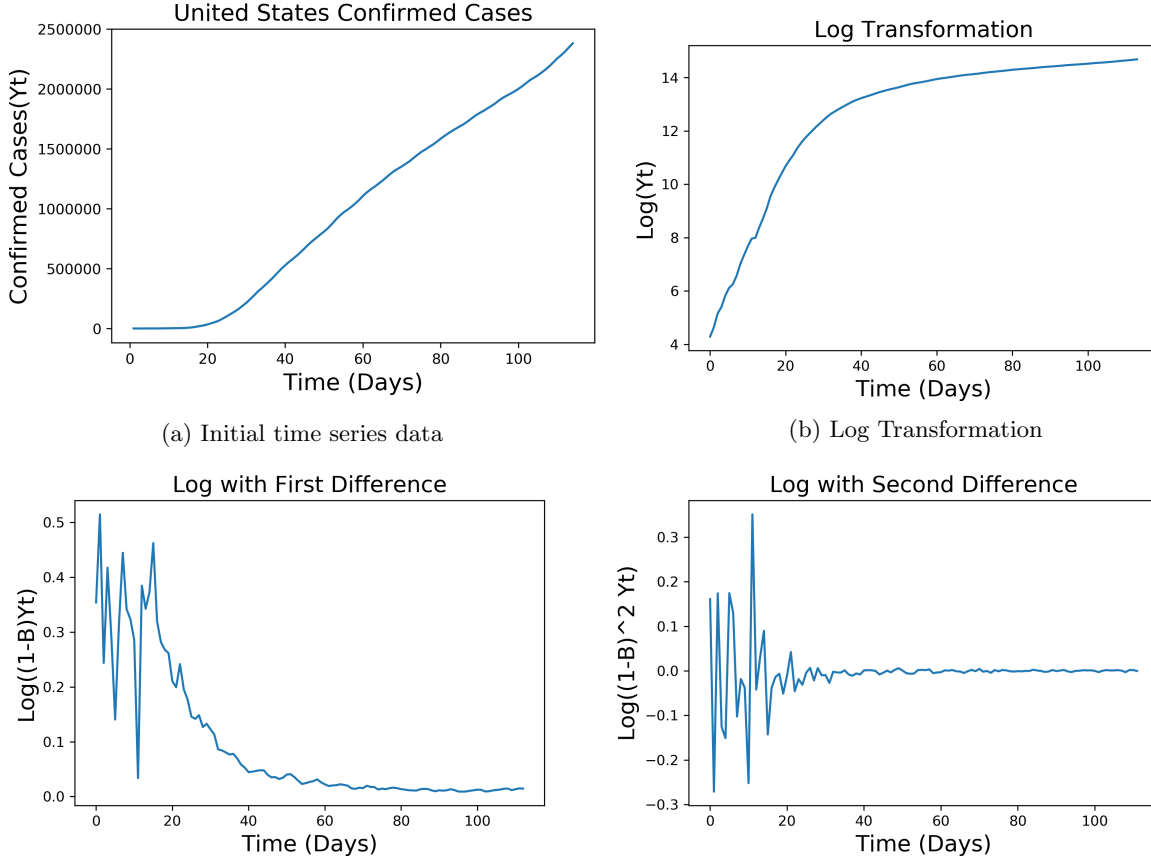 United States Confirmed Cases
Confirmed Cases(Yt)
2500000
2000000
1500000
1000000
500000
0
0 20 40 60 80 100
Time (Days)
(a) Initial time series data
Log Transformation
Log(Yt)
14
12
10
8
6
4
0 20 40 60 80 100
Time (Days)
(b) Log Transformation
Log with First Difference
Log((1-B)Yt)
0.5
0.4
0.3
0.2
0.1
0.0
0 20 40 60 80 100
Time (Days)
Log with Second Difference
Log((1-B)^2 Yt)
0.3
0.2
0.1
0.0
−0.1
−0.2
−0.3
0 20 40 60 80 100
Time (Days)